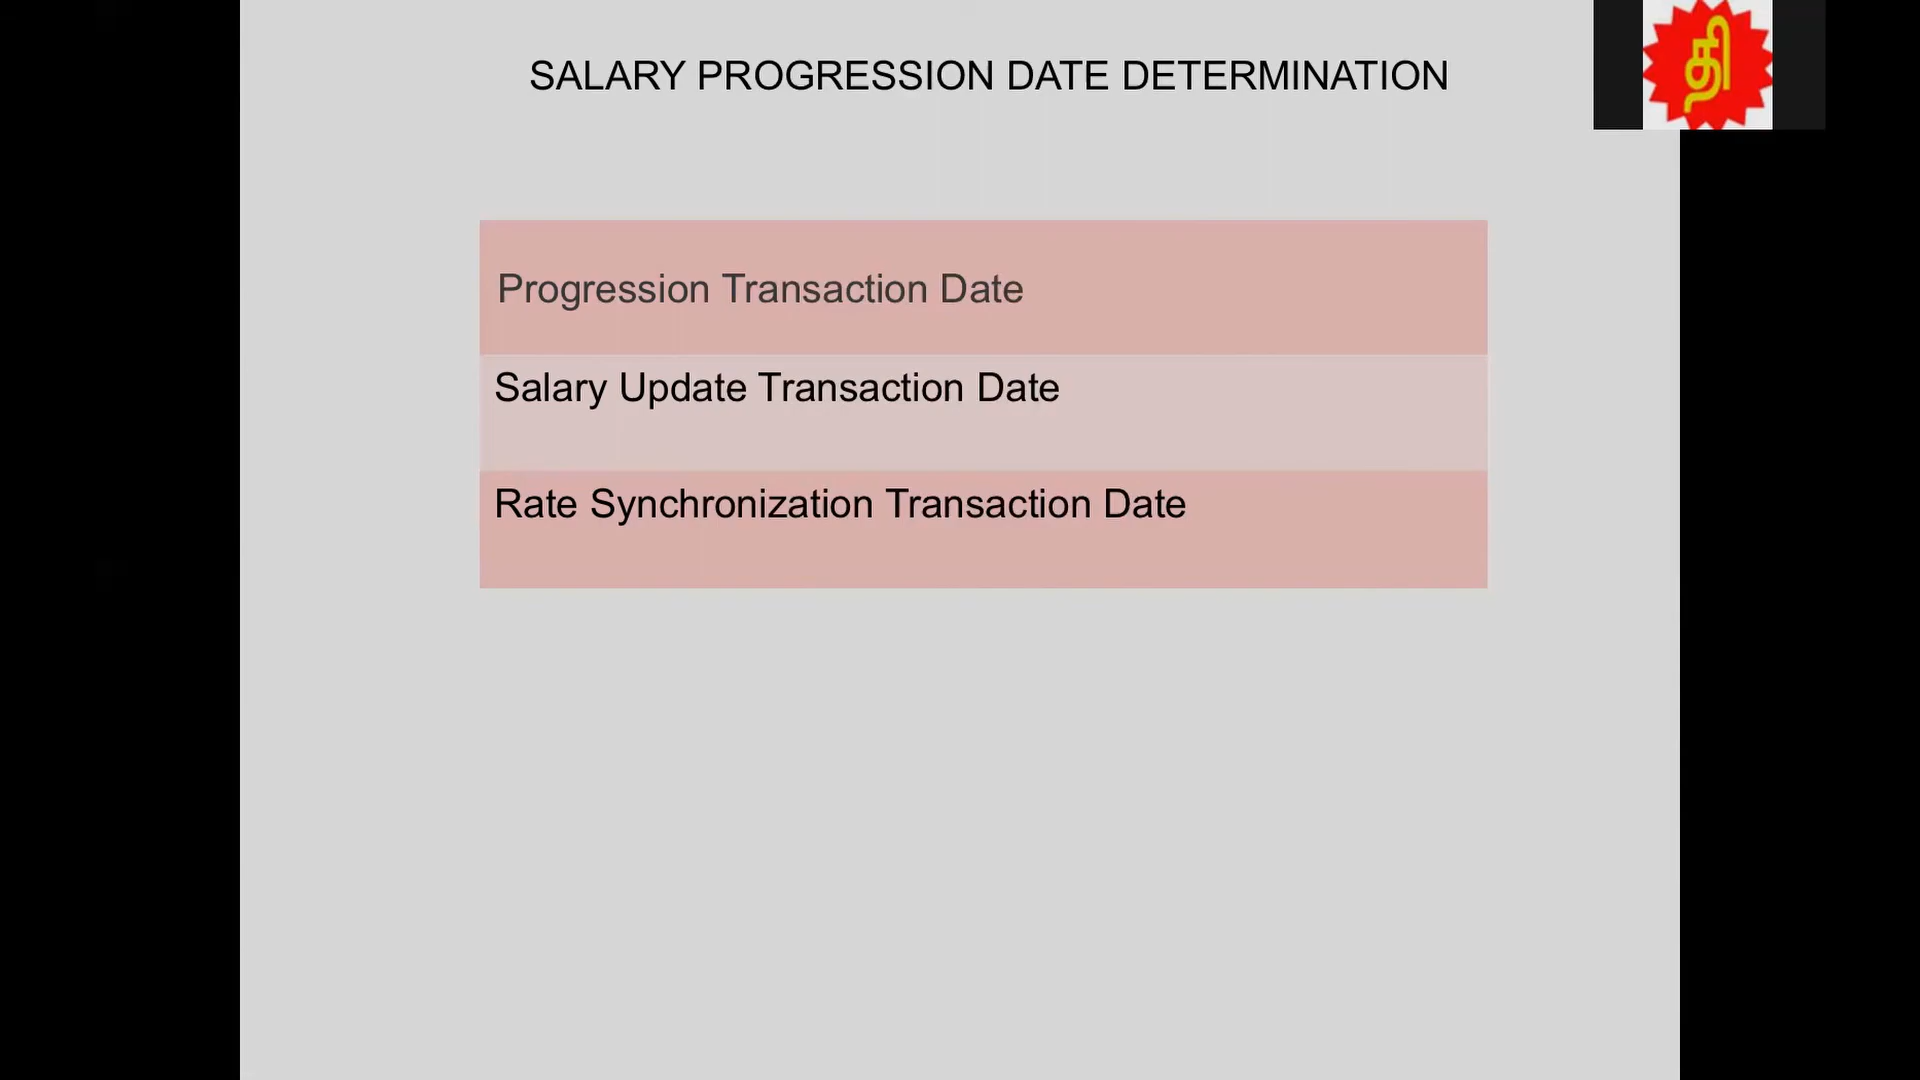 SALARY PROGRESSION DATE DETERMINATION
தி
Progression Transaction Date
Salary Update Transaction Date
Rate Synchronization Transaction Date